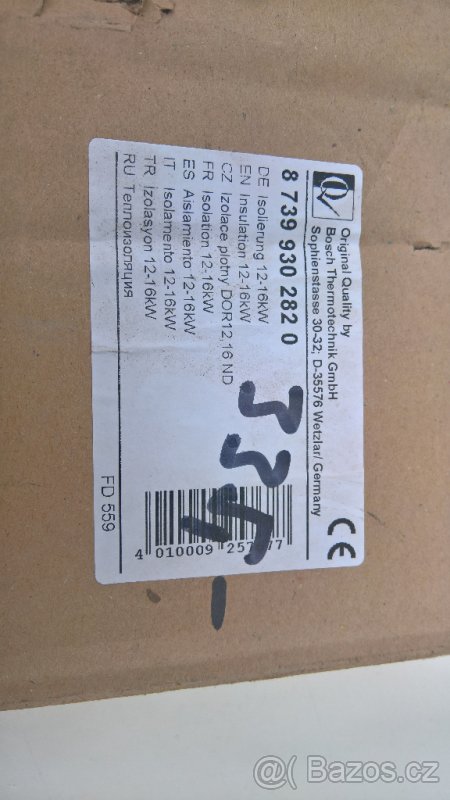 Original Quality by
Bosch Thermotechnik GmbH
Sophienstasse 30-32; D-35576 Wetzlar/ Germany
8 739 930 282 0
DE Isolierung 12-16kW
EN Insulation 12-16kW
CZ Izolace plotny DOR12,16 ND
FR Isolation 12-16kW
ES Aislamiento 12-16kW
IT Isolamento 12-16kW
TR Izolasyon 12-16kW
RU Теплоизоляция
CE
4 010009
FD 559
@ Bazos.cz